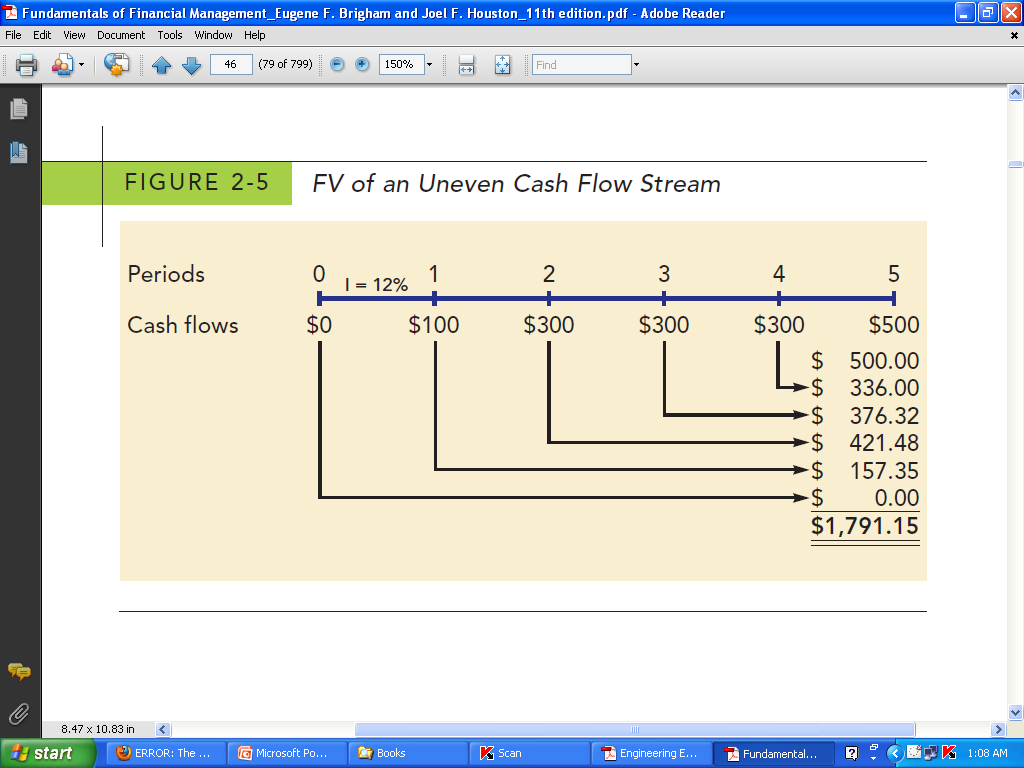 Fundamentals of Financial Management_Eugene F. Brigham and Joel F. Houston_11th edition.pdf - Adobe Reader
File Edit View Document Tools Window Help
46 (79 of 799) 150% Find
FIGURE 2-5 FV of an Uneven Cash Flow Stream
Periods 0 1 2 3 4 5
I = 12%
Cash flows $0 $100 $300 $300 $300 $500
$ 500.00
$ 336.00
$ 376.32
$ 421.48
$ 157.35
$ 0.00
$1,791.15
8.47 x 10.83 in
start ERROR: The ... Microsoft Po... Books Scan Engineering E... Fundamental... 1:08 AM